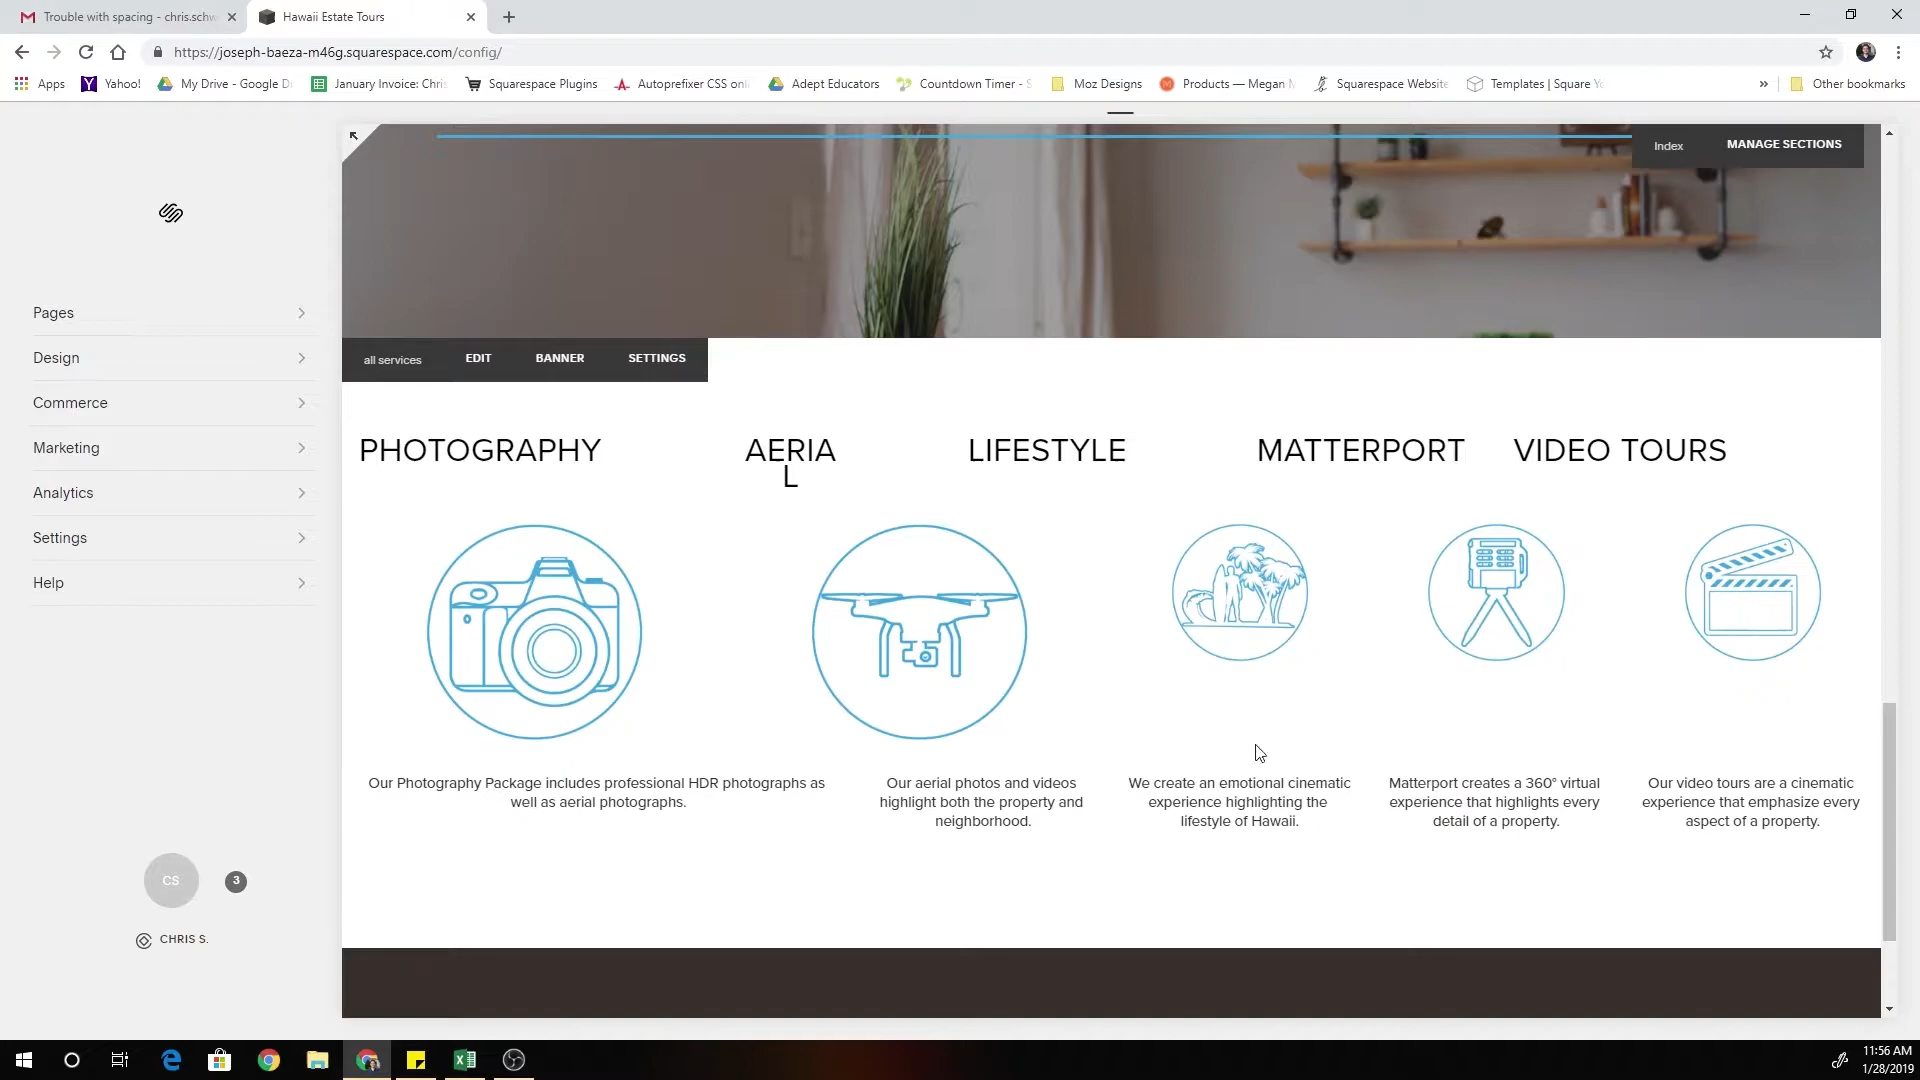 Trouble with spacing - chris.schw
Hawaii Estate Tours
https://joseph-baeza-m46g.squarespace.com/config/
Apps
Yahoo!
My Drive - Google D
January Invoice: Chris
Squarespace Plugins
Autoprefixer CSS onl
Adept Educators
Countdown Timer - S
Moz Designs
Products — Megan M
Squarespace Website
Templates | Square Yo
»
Other bookmarks
Index
MANAGE SECTIONS
Pages
Design
Commerce
Marketing
Analytics
Settings
Help
CS
3
CHRIS S.
all services
EDIT
BANNER
SETTINGS
PHOTOGRAPHY
AERIA
L
LIFESTYLE
MATTERPORT
VIDEO TOURS
Our Photography Package includes professional HDR photographs as
well as aerial photographs.
Our aerial photos and videos
highlight both the property and
neighborhood.
We create an emotional cinematic
experience highlighting the
lifestyle of Hawaii.
Matterport creates a 360° virtual
experience that highlights every
detail of a property.
Our video tours are a cinematic
experience that emphasize every
aspect of a property.
11:56 AM
1/28/2019